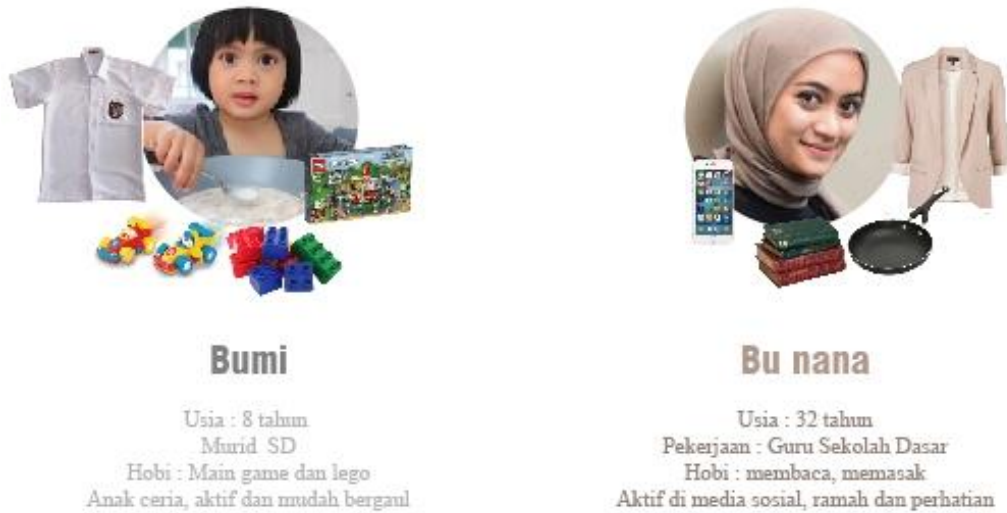 Bumi
Usia : 8 tahun
Murid SD
Hobi : Main game dan lego
Anak ceria, aktif dan mudah bergaul
Bu nana
Usia : 32 tahun
Pekerjaan : Guru Sekolah Dasar
Hobi : membaca, memasak
Aktif di media sosial, ramah dan perhatian